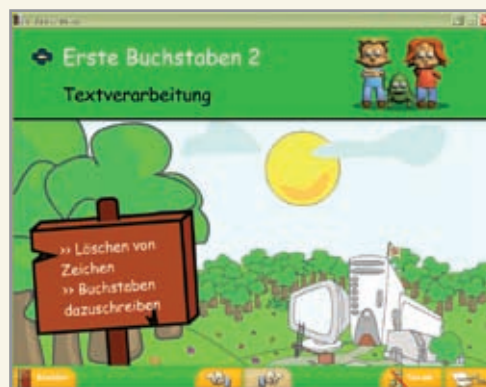 Erste Buchstaben 2
Textverarbeitung
>> Löschen von
Zeichen
>> Buchstaben
dazuschreiben